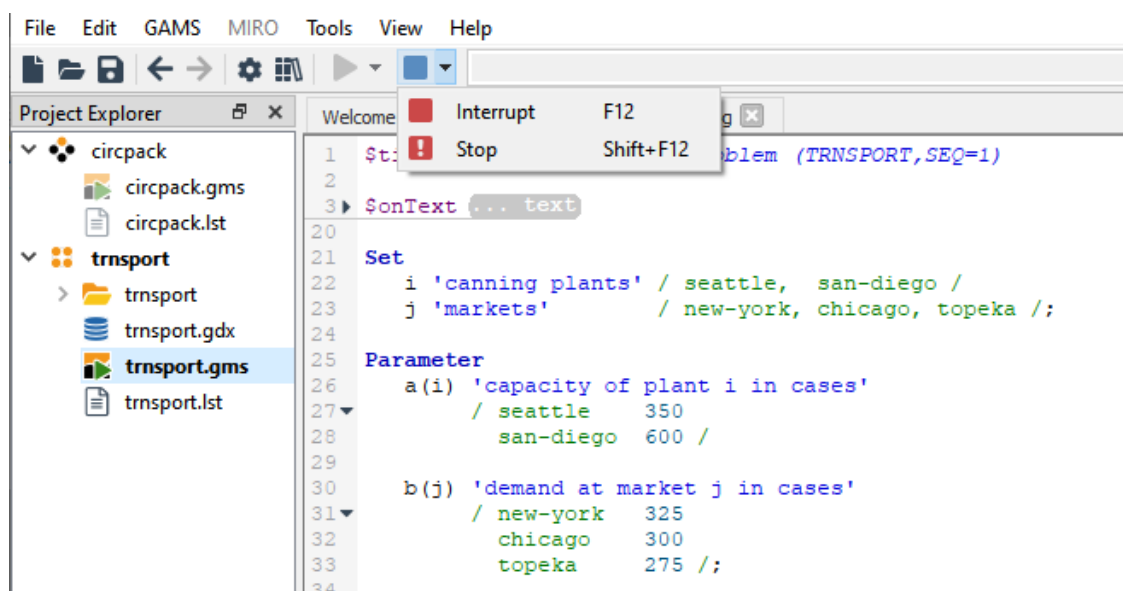 File Edit GAMS MIRO Tools View Help
Project Explorer
Welcome
g
Interrupt F12
Stop Shift+F12
circpack
circpack.gms
circpack.lst
trnsport
trnsport
trnsport.gdx
trnsport.gms
trnsport.lst
1 $ti blem (TRNSPORT,SEQ=1)
2
3 $onText ... text
20
21 Set
22 i 'canning plants' / seattle, san-diego /
23 j 'markets' / new-york, chicago, topeka /;
24
25 Parameter
26 a(i) 'capacity of plant i in cases'
27 / seattle 350
28 san-diego 600 /
29
30 b(j) 'demand at market j in cases'
31 / new-york 325
32 chicago 300
33 topeka 275 /;
34